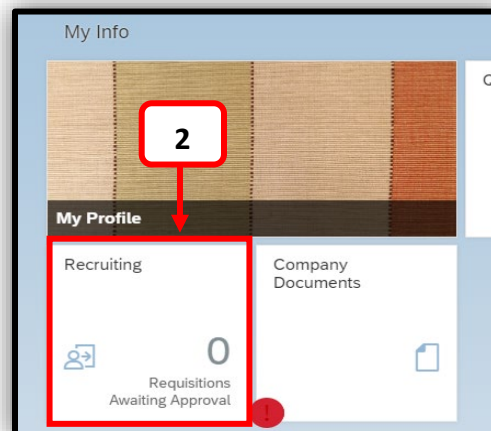 My Info
2
My Profile
Recruiting
0
Requisitions
Awaiting Approval
!
Company
Documents